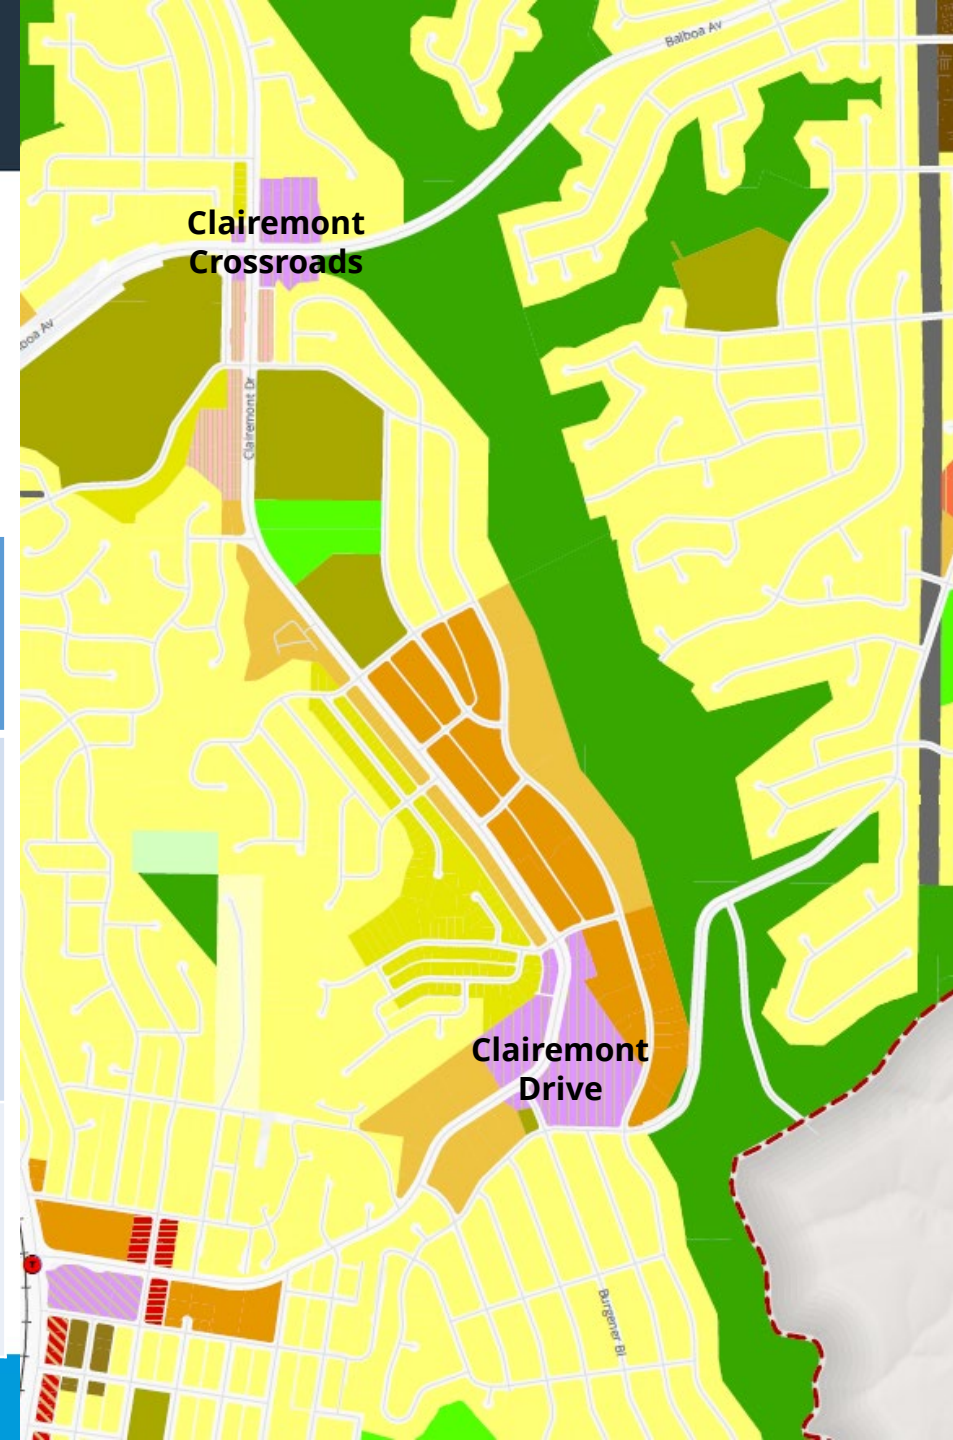 Balboa Av
Clairemont
Crossroads
boa Av
Clairemont Dr
Clairemont
Drive
T
Burgener Bl